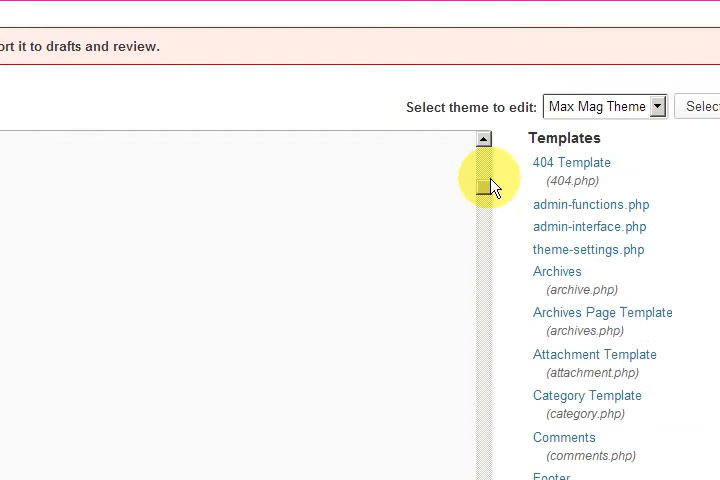 ort it to drafts and review.
Select theme to edit: Max Mag Theme Select
Templates
404 Template
(404.php)
admin-functions.php
admin-interface.php
theme-settings.php
Archives
(archive.php)
Archives Page Template
(archives.php)
Attachment Template
(attachment.php)
Category Template
(category.php)
Comments
(comments.php)
Footer